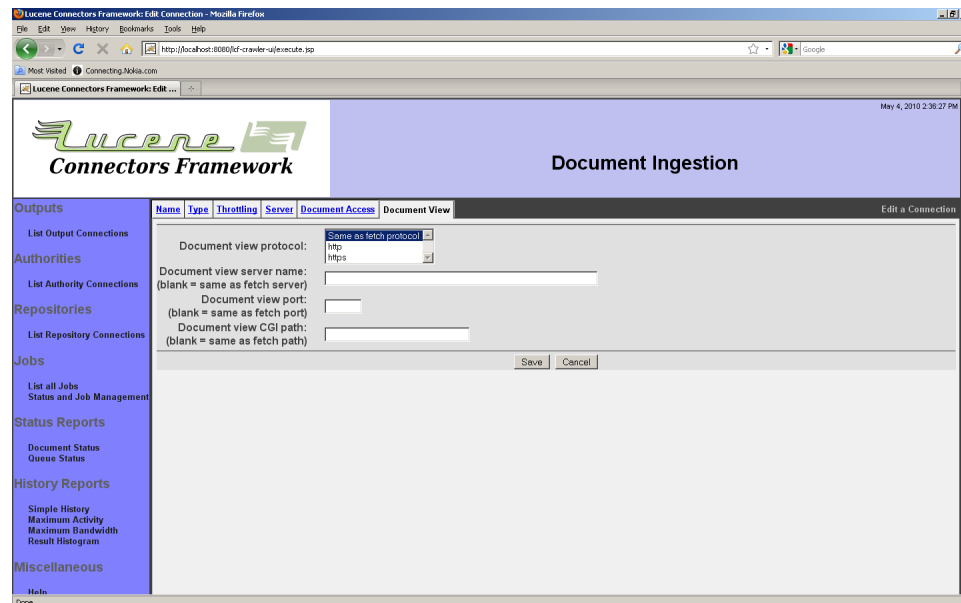 Lucene Connectors Framework: Edit Connection - Mozilla Firefox
File Edit View History Bookmarks Tools Help
http://localhost:8080/lcf-crawler-ui/execute.jsp
Google
Most Visited Connecting.Nokia.com
Lucene Connectors Framework: Edit ...
May 4, 2010 2:36:27 PM
Lucene
Connectors Framework
Document Ingestion
Outputs
Name Type Throttling Server Document Access Document View
Edit a Connection
List Output Connections
Authorities
List Authority Connections
Repositories
List Repository Connections
Jobs
List all Jobs
Status and Job Management
Status Reports
Document Status
Queue Status
History Reports
Simple History
Maximum Activity
Maximum Bandwidth
Result Histogram
Miscellaneous
Help
Document view protocol:
Same as fetch protocol
http
https
Document view server name:
(blank = same as fetch server)
Document view port:
(blank = same as fetch port)
Document view CGI path:
(blank = same as fetch path)
Save Cancel
Done